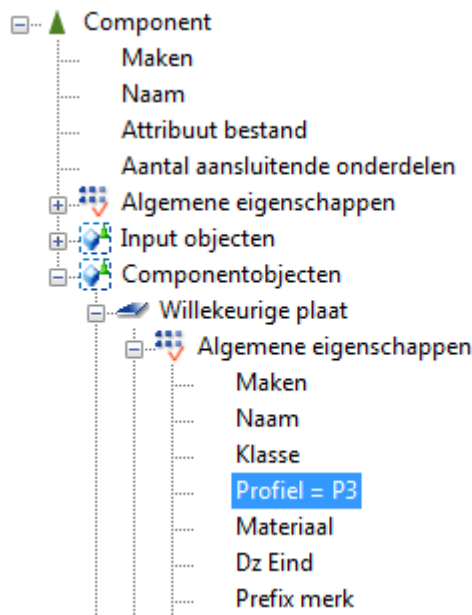 Component
Maken
Naam
Attribuut bestand
Aantal aansluitende onderdelen
Algemene eigenschappen
Input objecten
Componentobjecten
Willekeurige plaat
Algemene eigenschappen
Maken
Naam
Klasse
Profiel = P3
Materiaal
Dz Eind
Prefix merk